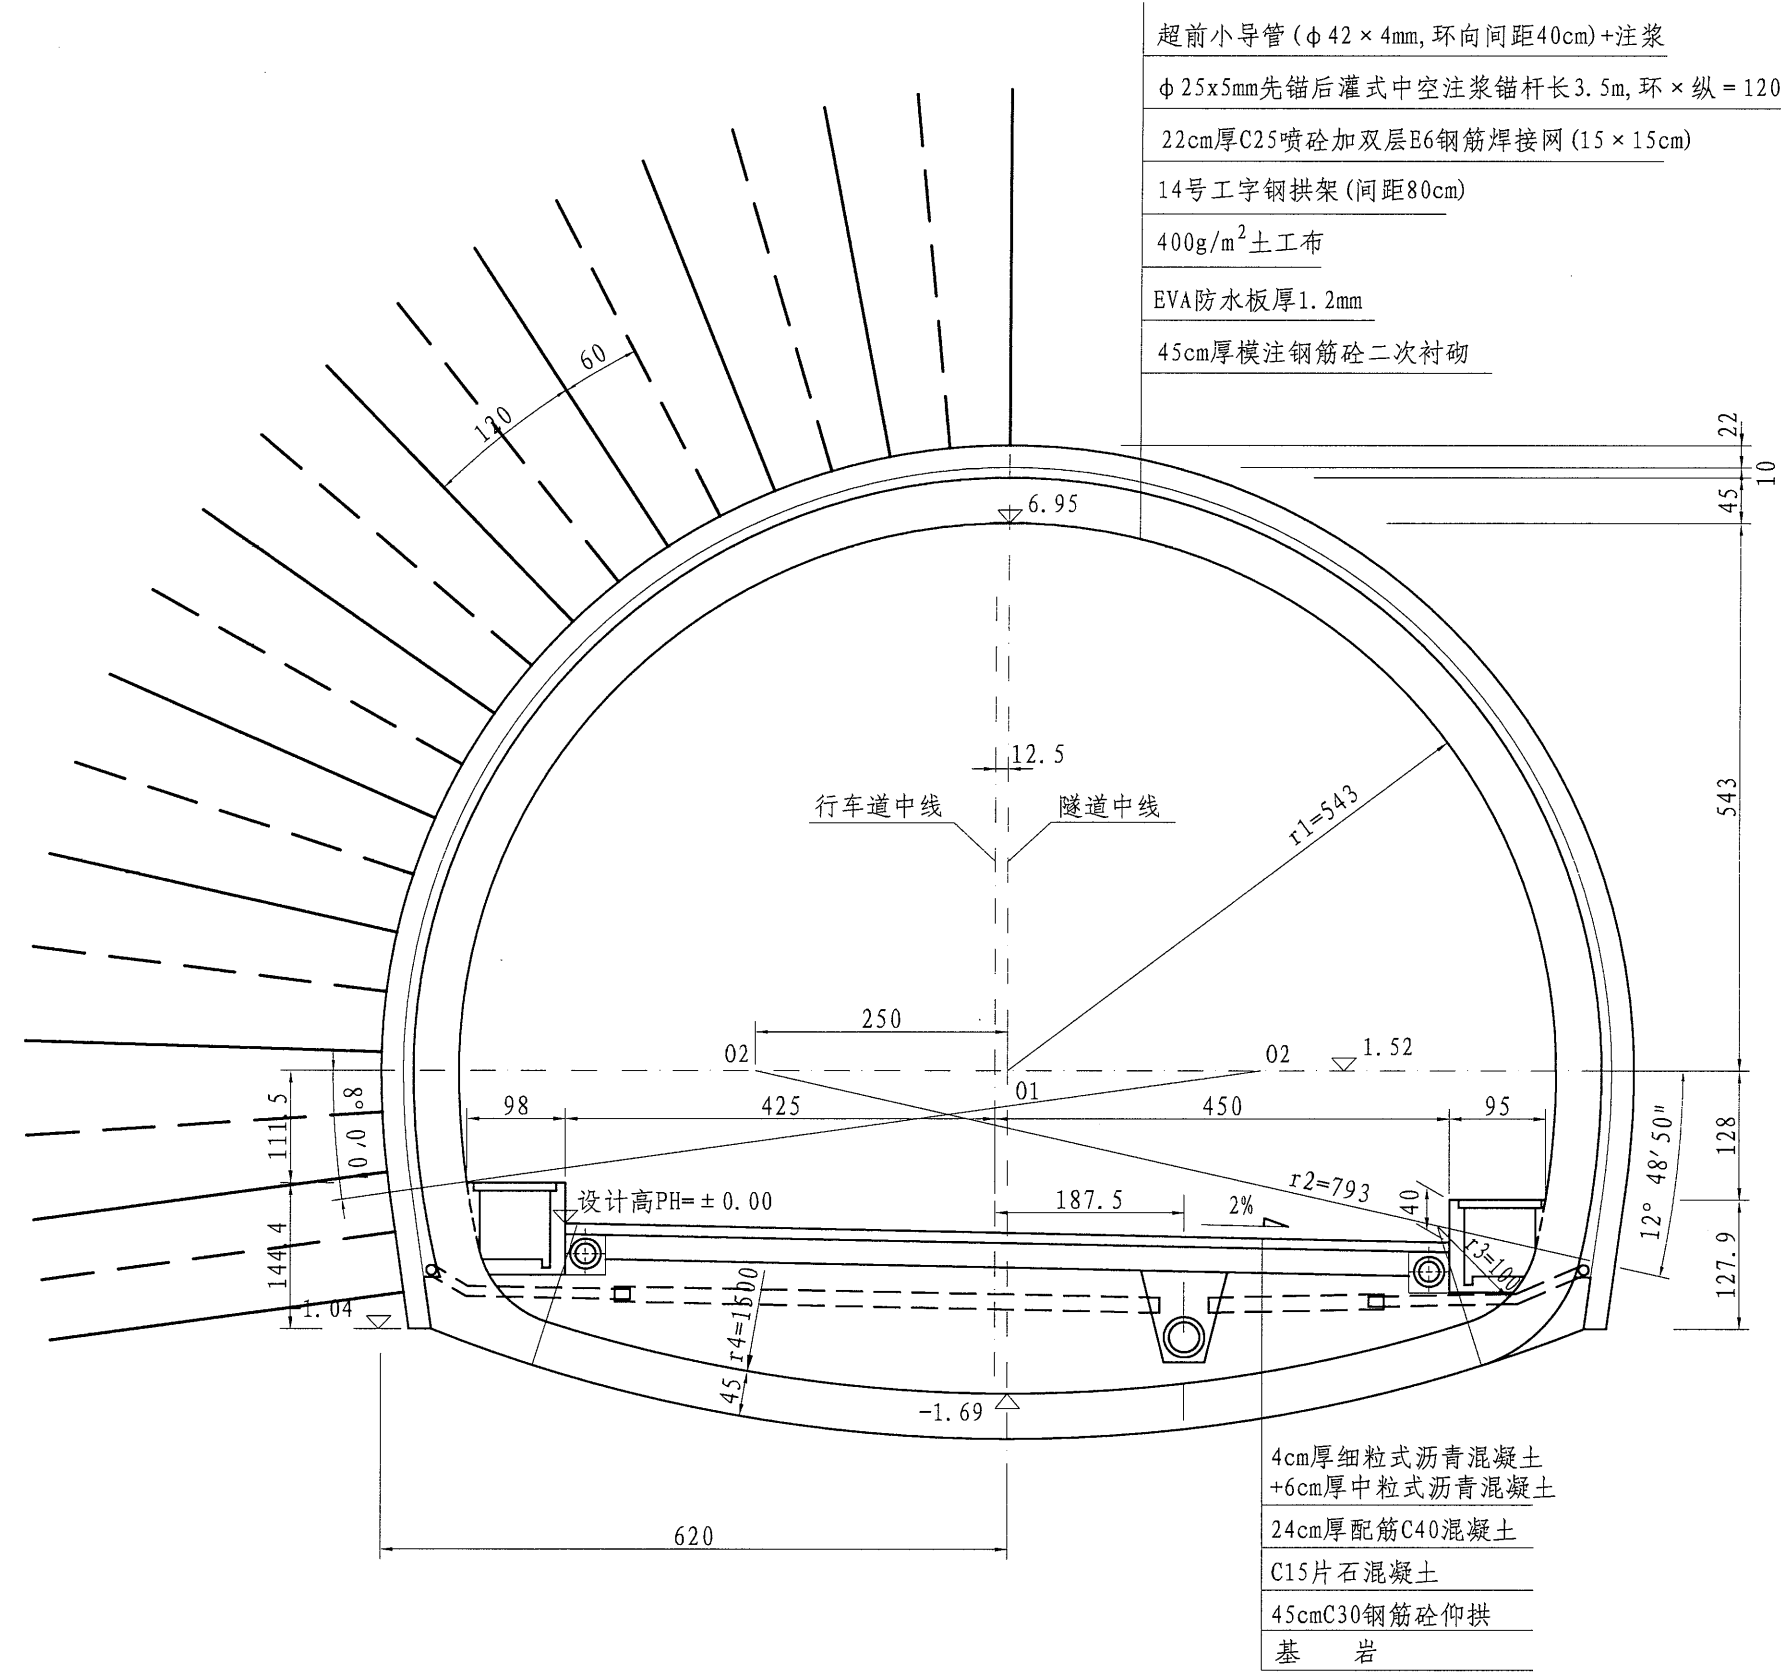 超前小导管(φ42×4mm,环向间距40cm)+注浆
φ25x5mm先锚后灌式中空注浆锚杆长3.5m,环×纵=120
22cm厚C25喷砼加双层E6钢筋焊接网(15×15cm)
14号工字钢拱架(间距80cm)
400g/m²土工布
EVA防水板厚1.2mm
45cm厚模注钢筋砼二次衬砌
60
120
22
10
45
6.95
12.5
行车道中线
隧道中线
r1=543
543
250
O2
O2
1.52
O1
98
425
450
95
111.5
8°0′0
128
12°48′50″
设计高PH=±0.00
187.5
2%
r2=793
40
r3=100
144.4
127.9
-1.04
r4=1500
45
-1.69
620
4cm厚细粒式沥青混凝土
+6cm厚中粒式沥青混凝土
24cm厚配筋C40混凝土
C15片石混凝土
45cmC30钢筋砼仰拱
基 岩